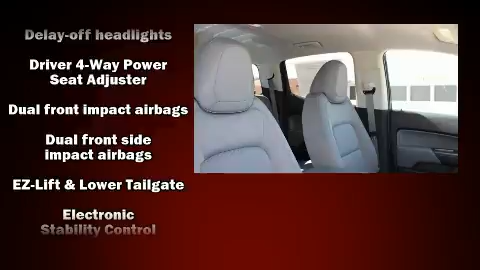 Delay-off headlights
Driver 4-Way Power
Seat Adjuster
Dual front impact airbags
Dual front side
impact airbags
EZ-Lift & Lower Tailgate
Electronic
Stability Control